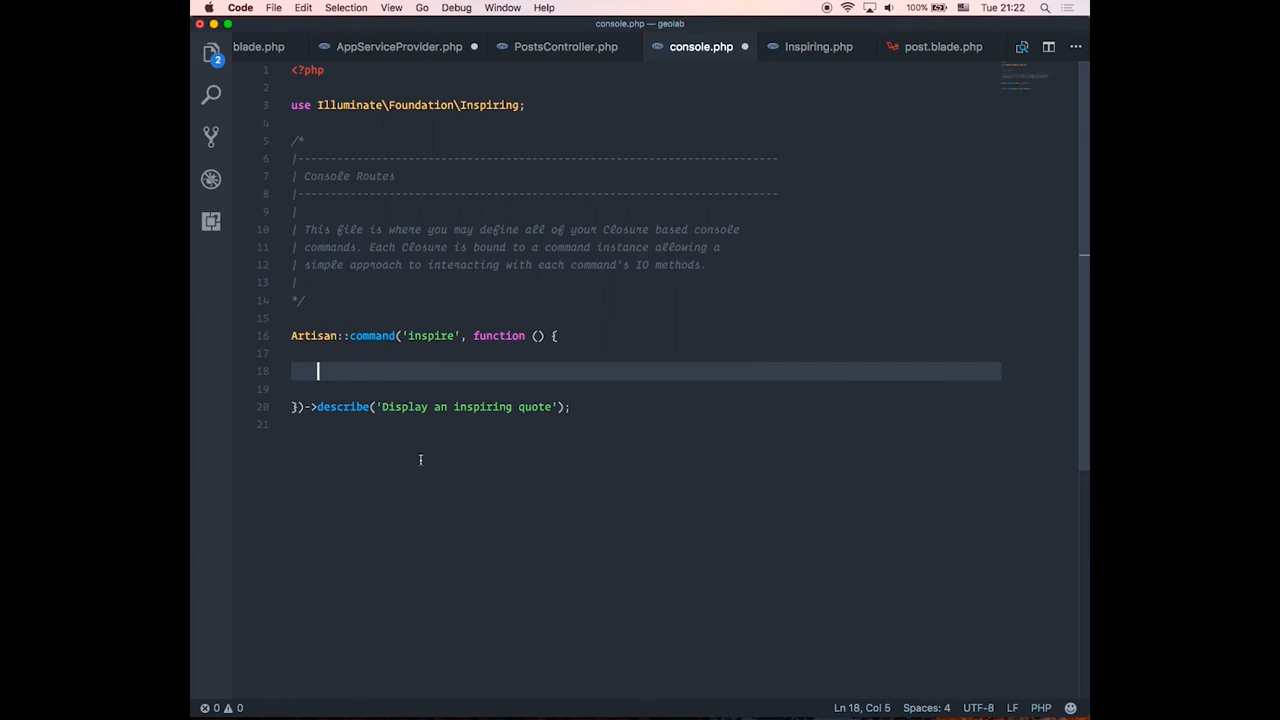 Code File Edit Selection View Go Debug Window Help 100% Tue 21:22
console.php — geolab
blade.php AppServiceProvider.php PostsController.php console.php Inspiring.php post.blade.php
2
1 <?php
2
3 use Illuminate\Foundation\Inspiring;
4
5 /*
6 |--------------------------------------------------------------------------
7 | Console Routes
8 |--------------------------------------------------------------------------
9 |
10 | This file is where you may define all of your Closure based console
11 | commands. Each Closure is bound to a command instance allowing a
12 | simple approach to interacting with each command's IO methods.
13 |
14 */
15
16 Artisan::command('inspire', function () {
17
18
19
20 })->describe('Display an inspiring quote');
21
0 0 Ln 18, Col 5 Spaces: 4 UTF-8 LF PHP